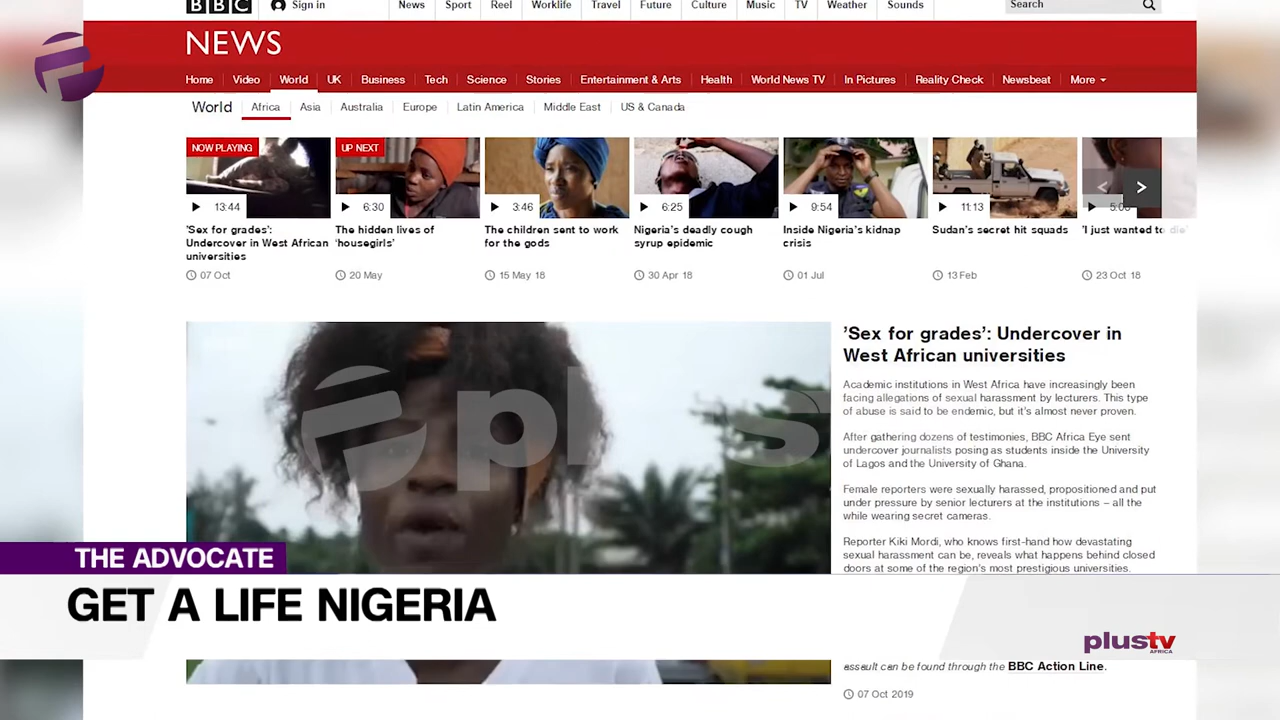 BBC
Sign in
News
Sport
Reel
Worklife
Travel
Future
Culture
Music
TV
Weather
Sounds
Search
NEWS
Home
Video
World
UK
Business
Tech
Science
Stories
Entertainment & Arts
Health
World News TV
In Pictures
Reality Check
Newsbeat
More
World
Africa
Asia
Australia
Europe
Latin America
Middle East
US & Canada
NOW PLAYING
13:44
'Sex for grades':
Undercover in West African
universities
07 Oct
UP NEXT
6:30
The hidden lives of
'housegirls'
20 May
3:46
The children sent to work
for the gods
15 May 18
6:25
Nigeria's deadly cough
syrup epidemic
30 Apr 18
9:54
Inside Nigeria's kidnap
crisis
01 Jul
11:13
Sudan's secret hit squads
13 Feb
'I just wanted to die'
23 Oct 18
'Sex for grades': Undercover in
West African universities
Academic institutions in West Africa have increasingly been
facing allegations of sexual harassment by lecturers. This type
of abuse is said to be endemic, but it's almost never proven.
After gathering dozens of testimonies, BBC Africa Eye sent
undercover journalists posing as students inside the University
of Lagos and the University of Ghana.
Female reporters were sexually harassed, propositioned and put
under pressure by senior lecturers at the institutions – all the
while wearing secret cameras.
Reporter Kiki Mordi, who knows first-hand how devastating
sexual harassment can be, reveals what happens behind closed
doors at some of the region's most prestigious universities.
THE ADVOCATE
GET A LIFE NIGERIA
plustv
AFRICA
assault can be found through the BBC Action Line.
07 Oct 2019